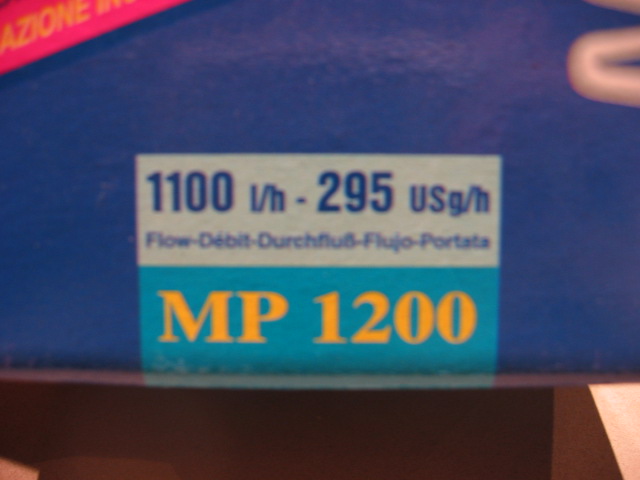 AZIONE IN
1100 l/h - 295 USg/h
Flow-Débit-Durchfluß-Flujo-Portata
MP 1200